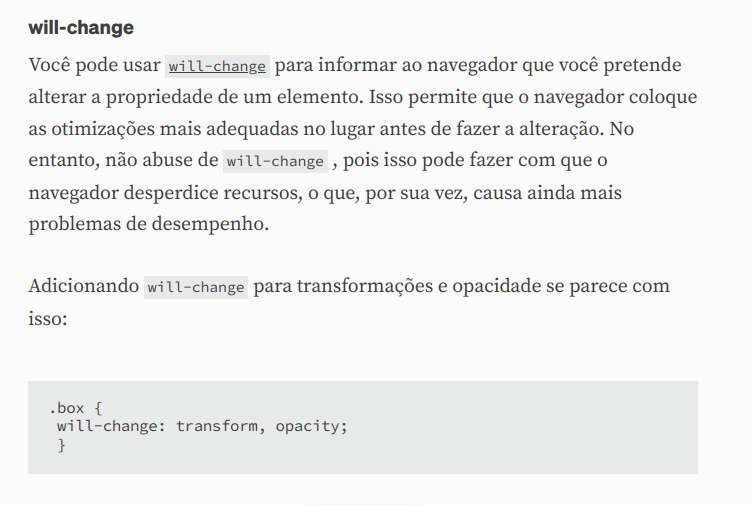 will-change
Você pode usar will-change para informar ao navegador que você pretende
alterar a propriedade de um elemento. Isso permite que o navegador coloque
as otimizações mais adequadas no lugar antes de fazer a alteração. No
entanto, não abuse de will-change , pois isso pode fazer com que o
navegador desperdice recursos, o que, por sua vez, causa ainda mais
problemas de desempenho.
Adicionando will-change para transformações e opacidade se parece com
isso:
.box {
will-change: transform, opacity;
}